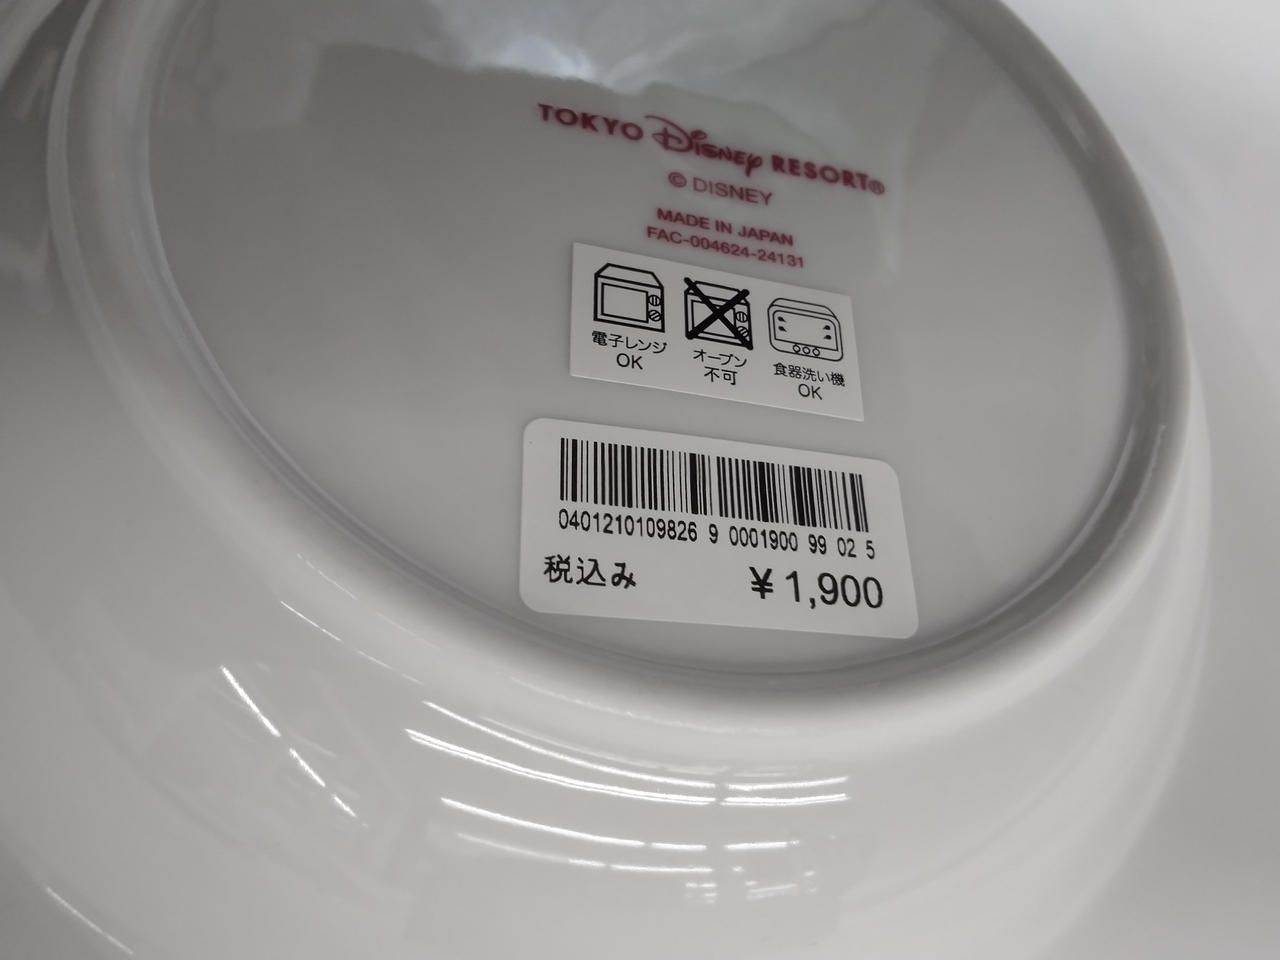 TOKYO Disney RESORT®
© DISNEY
MADE IN JAPAN
FAC-004624-24131
電子レンジ
OK
オーブン
不可
食器洗い機
OK
0401210109826 9 0001900 99 02 5
税込み ¥1,900